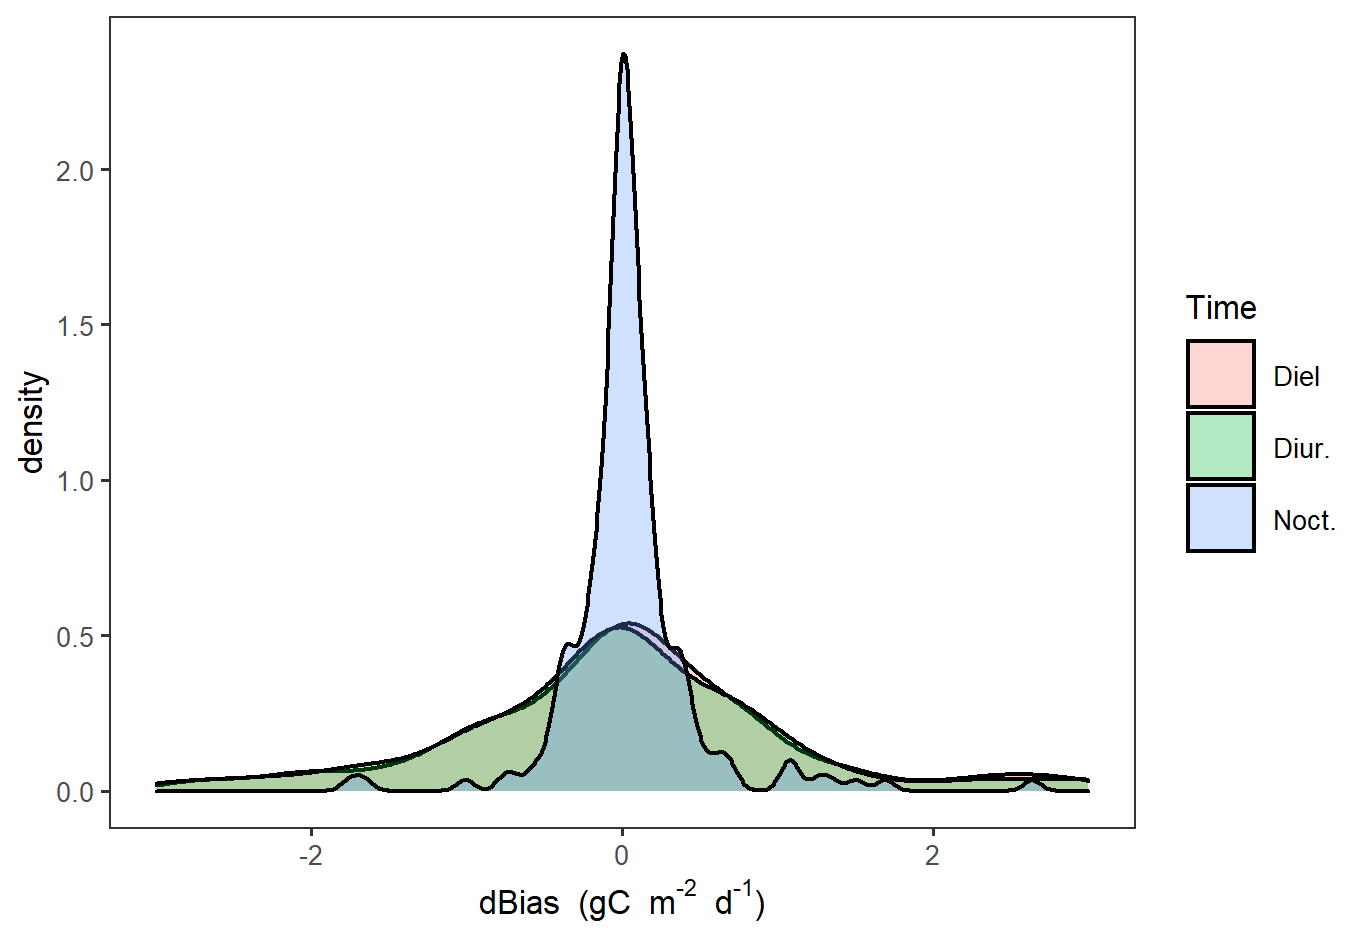 density
2.0
1.5
1.0
0.5
0.0
-2
0
2
dBias (gC m⁻² d⁻¹)
Time
Diel
Diur.
Noct.